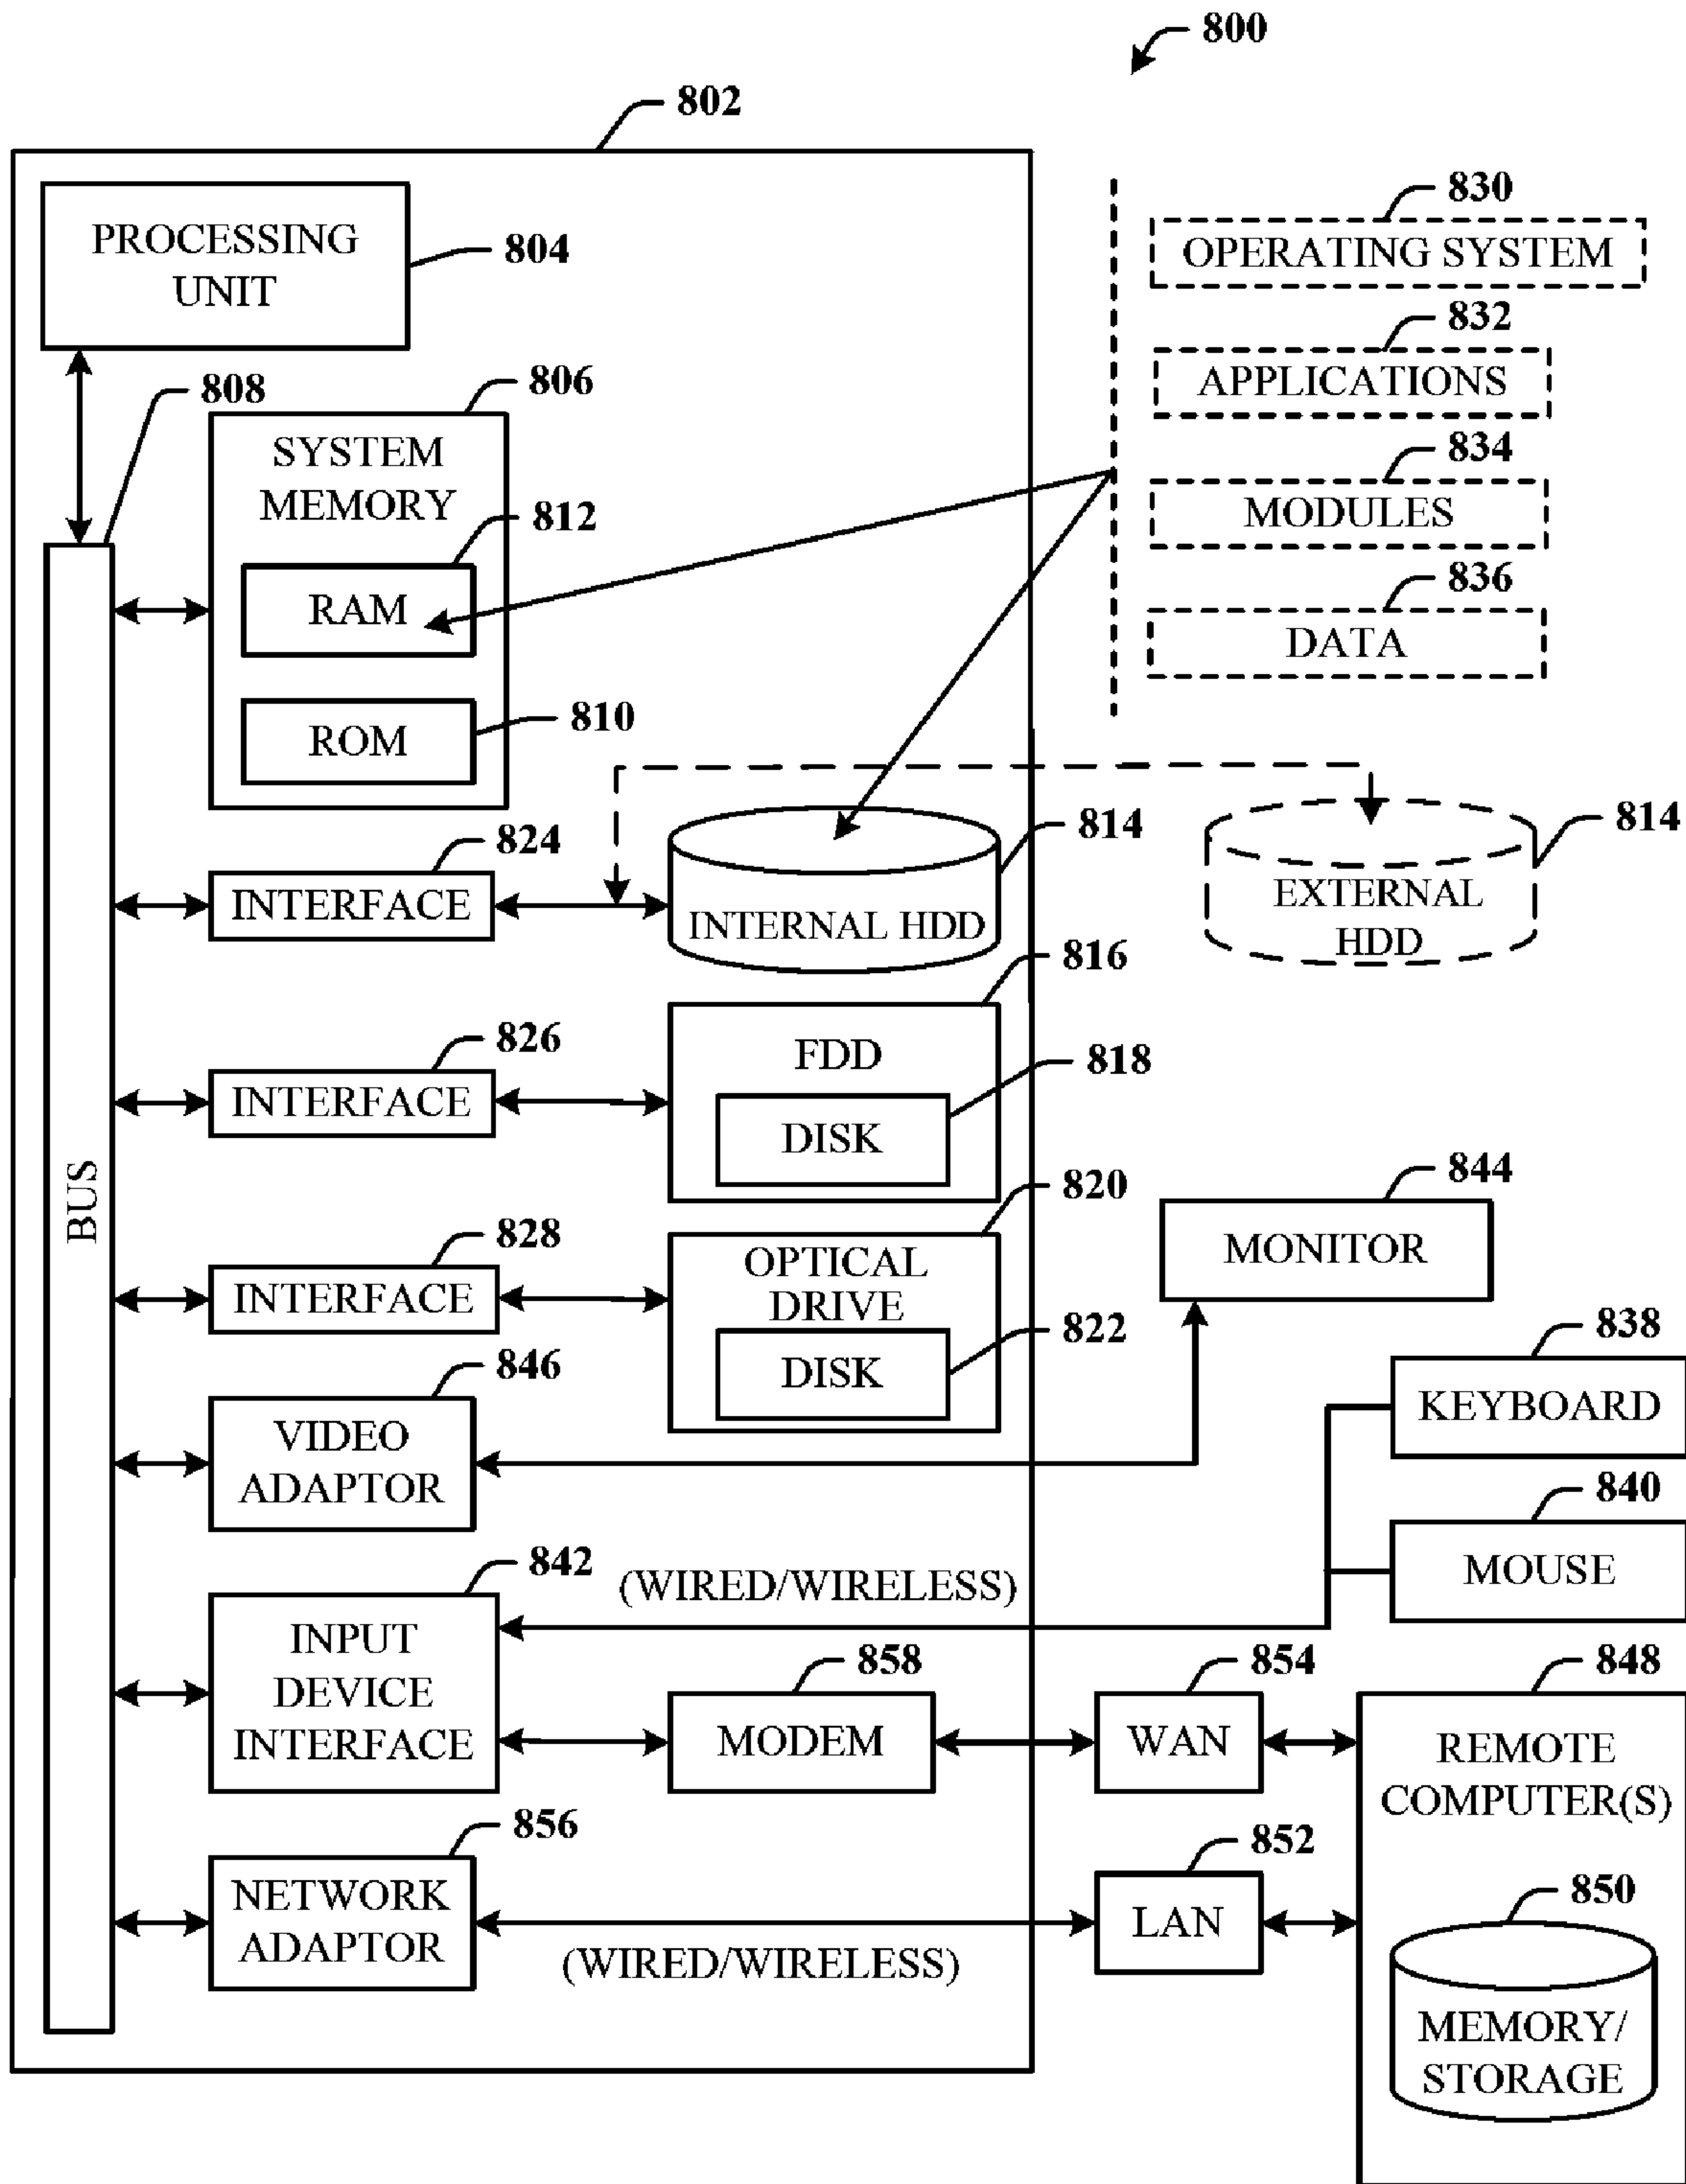 800
802
PROCESSING
UNIT
804
830
OPERATING SYSTEM
832
APPLICATIONS
834
MODULES
836
DATA
808
806
SYSTEM
MEMORY
812
RAM
810
ROM
BUS
824
INTERFACE
814
INTERNAL HDD
814
EXTERNAL
HDD
826
INTERFACE
816
FDD
818
DISK
828
INTERFACE
820
OPTICAL
DRIVE
822
DISK
844
MONITOR
846
VIDEO
ADAPTOR
838
KEYBOARD
840
MOUSE
842
INPUT
DEVICE
INTERFACE
(WIRED/WIRELESS)
858
MODEM
854
WAN
848
REMOTE
COMPUTER(S)
856
NETWORK
ADAPTOR
(WIRED/WIRELESS)
852
LAN
850
MEMORY/
STORAGE